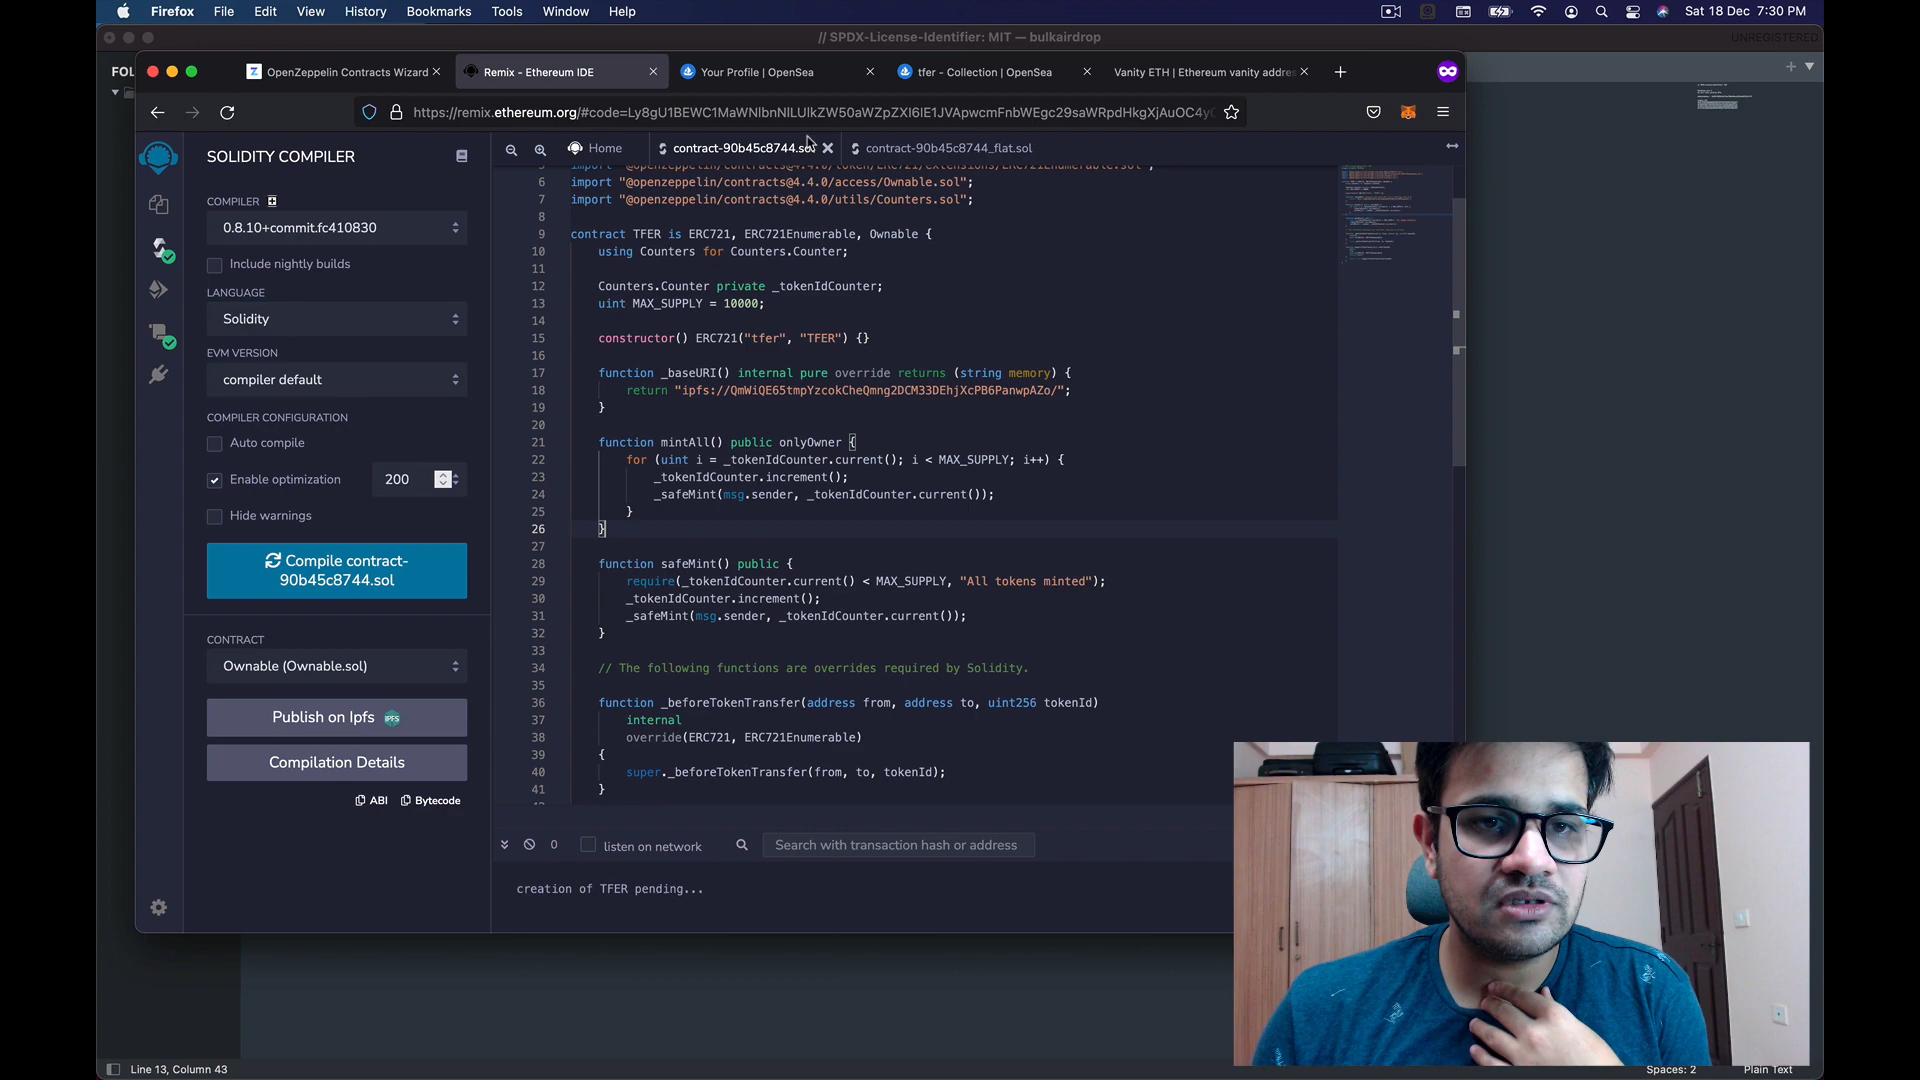 Firefox File Edit View History Bookmarks Tools Window Help Sat 18 Dec 7:30 PM
// SPDX-License-Identifier: MIT — bulkairdrop UNREGISTERED
FOL
OpenZeppelin Contracts Wizard Remix - Ethereum IDE Your Profile | OpenSea tfer - Collection | OpenSea Vanity ETH | Ethereum vanity addres
SOLIDITY COMPILER
Home contract-90b45c8744.sol contract-90b45c8744_flat.sol
COMPILER
0.8.10+commit.fc410830
Include nightly builds
LANGUAGE
Solidity
EVM VERSION
compiler default
COMPILER CONFIGURATION
Auto compile
Enable optimization 200
Hide warnings
Compile contract-
90b45c8744.sol
CONTRACT
Ownable (Ownable.sol)
Publish on Ipfs IPFS
Compilation Details
ABI Bytecode
6 import "@openzeppelin/contracts@4.4.0/access/Ownable.sol";
7 import "@openzeppelin/contracts@4.4.0/utils/Counters.sol";
8
9 contract TFER is ERC721, ERC721Enumerable, Ownable {
10 using Counters for Counters.Counter;
11
12 Counters.Counter private _tokenIdCounter;
13 uint MAX_SUPPLY = 10000;
14
15 constructor() ERC721("tfer", "TFER") {}
16
17 function _baseURI() internal pure override returns (string memory) {
18 return "ipfs://QmWiQE65tmpYzcokCheQmng2DCM33DEhjXcPB6PanwpAZo/";
19 }
20
21 function mintAll() public onlyOwner {
22 for (uint i = _tokenIdCounter.current(); i < MAX_SUPPLY; i++) {
23 _tokenIdCounter.increment();
24 _safeMint(msg.sender, _tokenIdCounter.current());
25 }
26 }
27
28 function safeMint() public {
29 require(_tokenIdCounter.current() < MAX_SUPPLY, "All tokens minted");
30 _tokenIdCounter.increment();
31 _safeMint(msg.sender, _tokenIdCounter.current());
32 }
33
34 // The following functions are overrides required by Solidity.
35
36 function _beforeTokenTransfer(address from, address to, uint256 tokenId)
37 internal
38 override(ERC721, ERC721Enumerable)
39 {
40 super._beforeTokenTransfer(from, to, tokenId);
41 }
0 listen on network Search with transaction hash or address
creation of TFER pending...
Line 13, Column 43 Spaces: 2 Plain Text